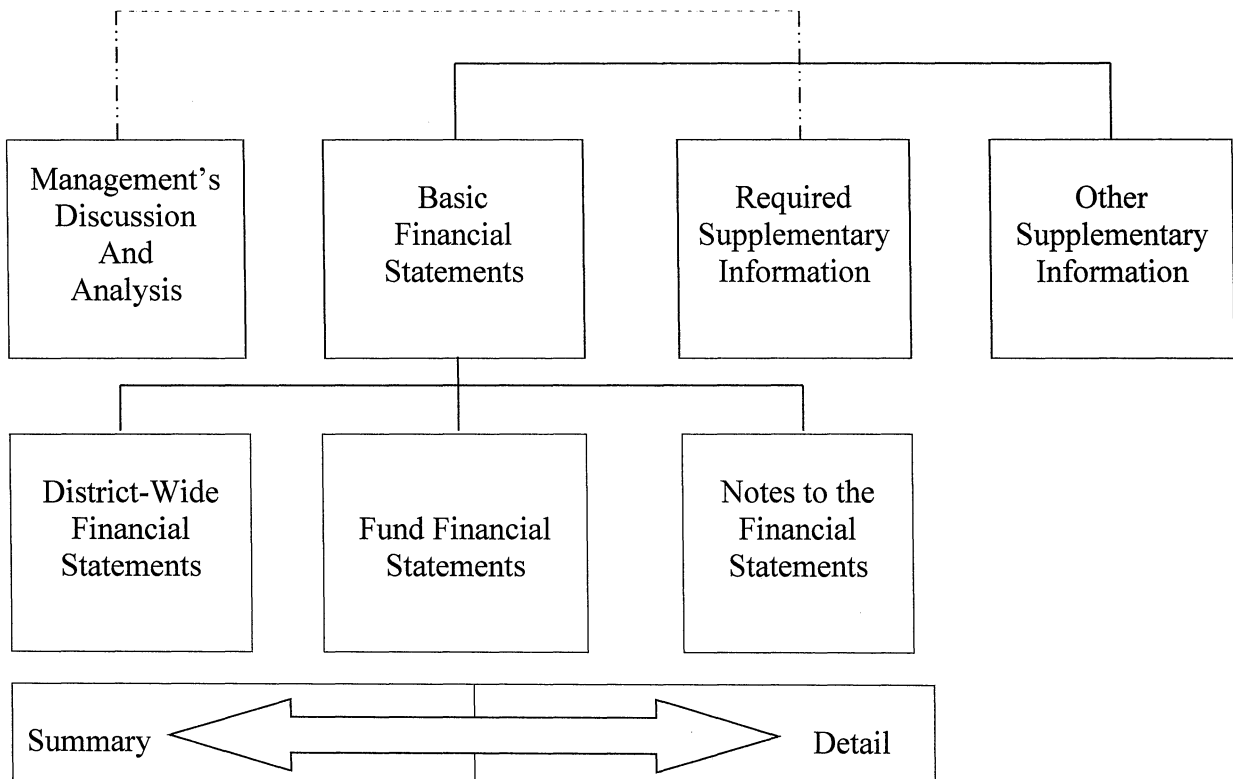 Management's
Discussion
And
Analysis
Basic
Financial
Statements
Required
Supplementary
Information
Other
Supplementary
Information
District-Wide
Financial
Statements
Fund Financial
Statements
Notes to the
Financial
Statements
Summary
Detail